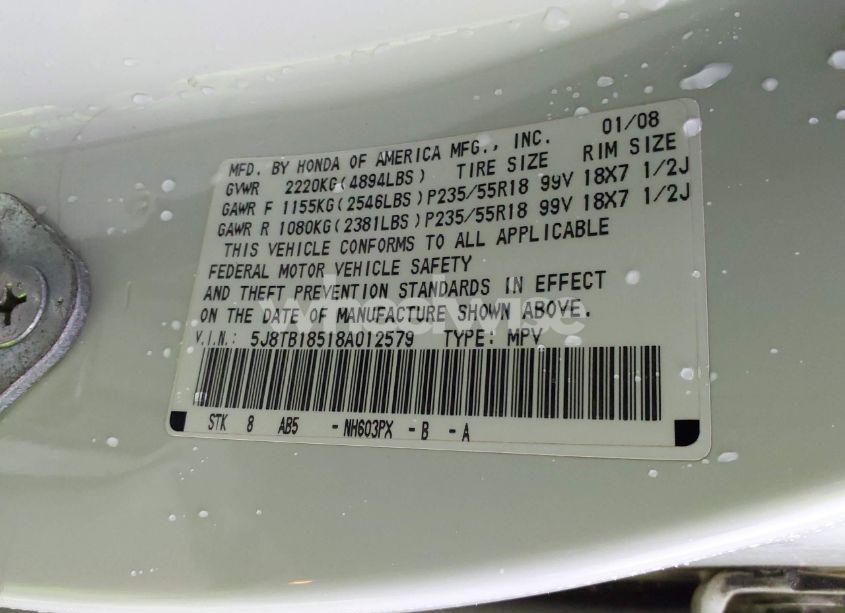 MFD. BY HONDA OF AMERICA MFG., INC. 01/08
GVWR 2220KG(4894LBS) TIRE SIZE RIM SIZE
GAWR F 1155KG(2546LBS)P235/55R18 99V 18X7 1/2J
GAWR R 1080KG(2381LBS)P235/55R18 99V 18X7 1/2J
THIS VEHICLE CONFORMS TO ALL APPLICABLE
FEDERAL MOTOR VEHICLE SAFETY
AND THEFT PREVENTION STANDARDS IN EFFECT
ON THE DATE OF MANUFACTURE SHOWN ABOVE.
wheelwise
V.I.N.: 5J8TB18518A012579 TYPE: MPV
STK 8 AB5 -NH603PX -B -A